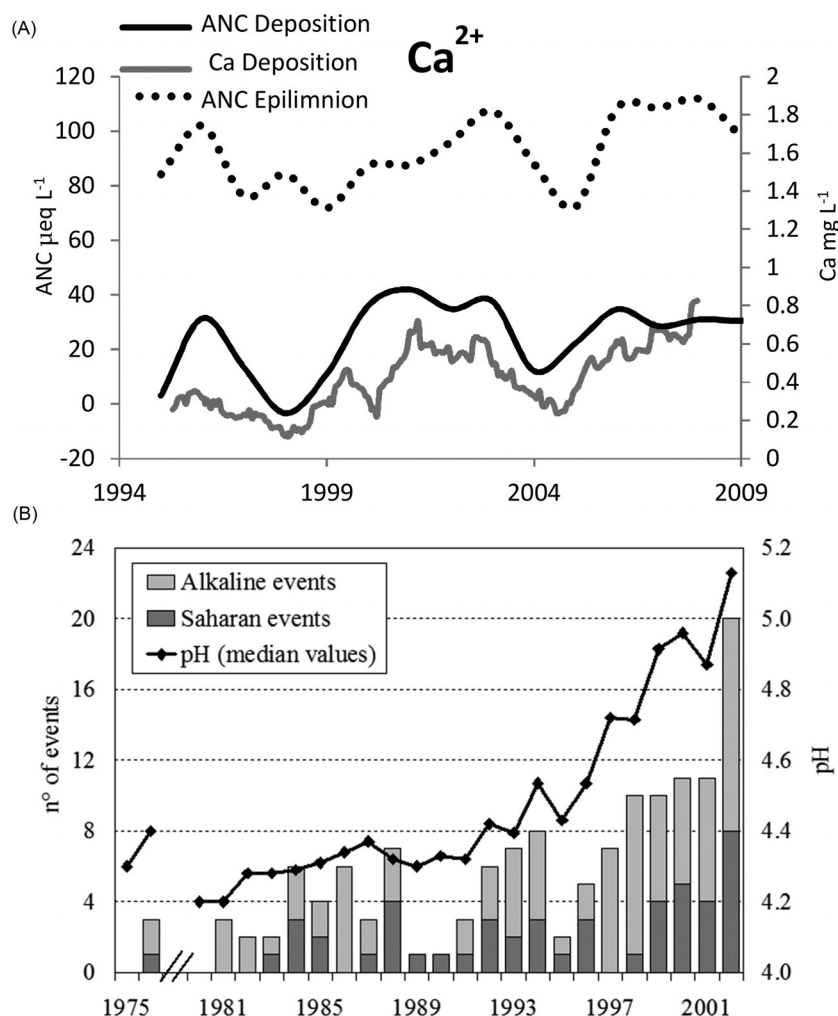 (A)
ANC Deposition
Ca Deposition
ANC Epilimnion
Ca2+
120
100
80
60
40
20
0
-20
ANC µeq L-1
2
1.8
1.6
1.4
1.2
1
0.8
0.6
0.4
0.2
0
Ca mg L-1
1994 1999 2004 2009
(B)
Alkaline events
Saharan events
pH (median values)
24
20
16
12
8
4
0
n° of events
5.2
5.0
4.8
4.6
4.4
4.2
4.0
pH
1975 1981 1985 1989 1993 1997 2001